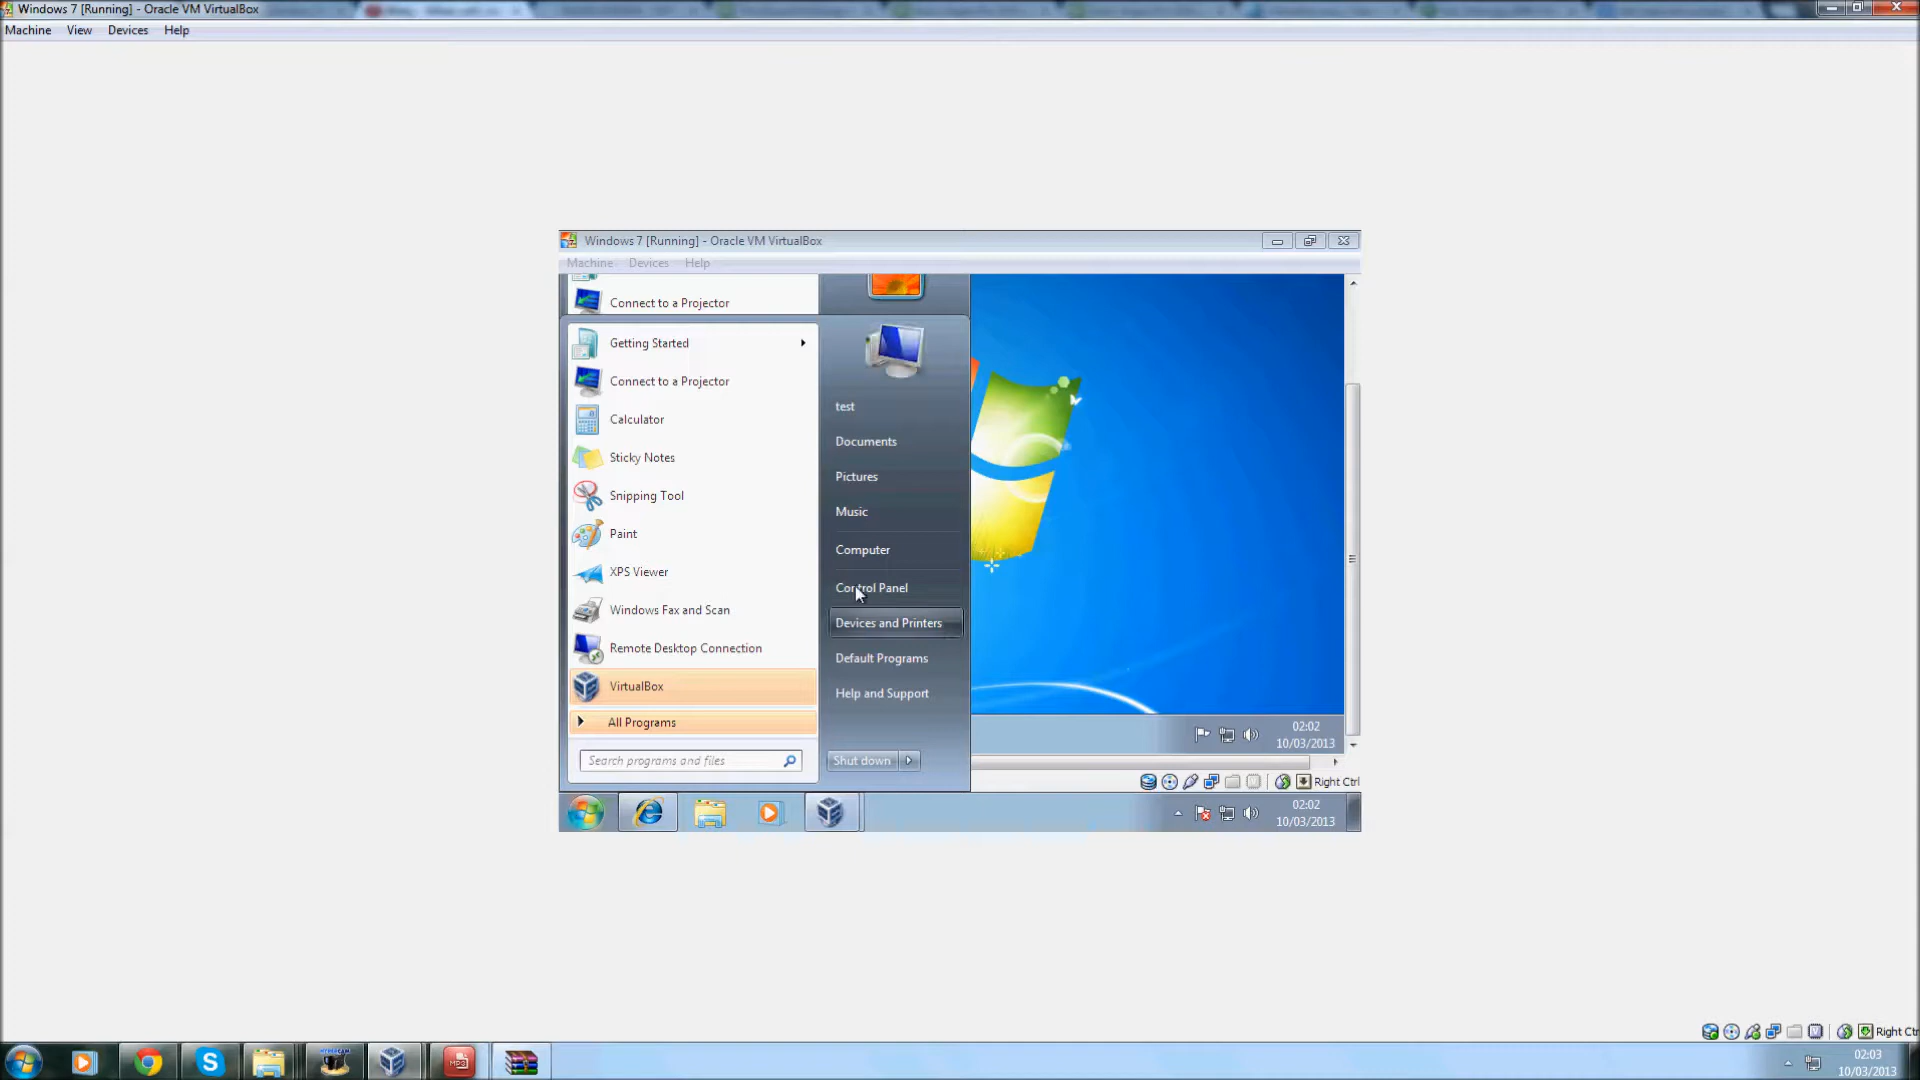 Windows 7 [Running] - Oracle VM VirtualBox
Machine View Devices Help
Windows 7 [Running] - Oracle VM VirtualBox
Machine Devices Help
Connect to a Projector
Getting Started
Connect to a Projector
Calculator
Sticky Notes
Snipping Tool
Paint
XPS Viewer
Windows Fax and Scan
Remote Desktop Connection
VirtualBox
All Programs
Search programs and files
test
Documents
Pictures
Music
Computer
Control Panel
Devices and Printers
Default Programs
Help and Support
Shut down
02:02
10/03/2013
Right Ctrl
02:02
10/03/2013
Right Ctr
HYPERCAM
MP3
02:03
10/03/2013